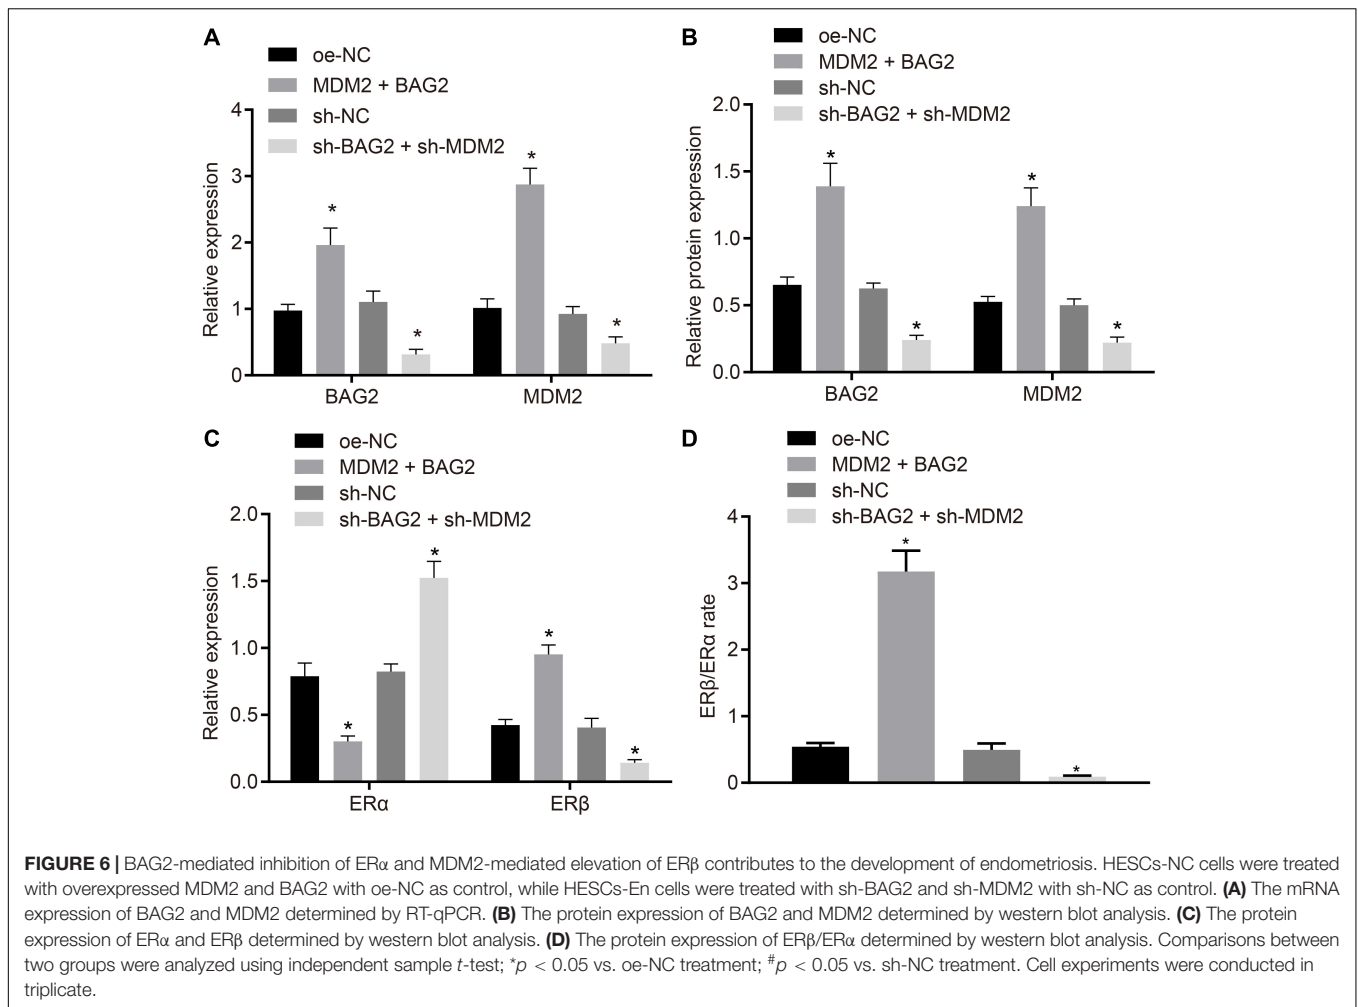 A
oe-NC
MDM2 + BAG2
sh-NC
sh-BAG2 + sh-MDM2
Relative expression
4
3
2
1
0
*
*
*
*
BAG2
MDM2
B
oe-NC
MDM2 + BAG2
sh-NC
sh-BAG2 + sh-MDM2
Relative protein expression
2.0
1.5
1.0
0.5
0.0
*
*
*
*
BAG2
MDM2
C
oe-NC
MDM2 + BAG2
sh-NC
sh-BAG2 + sh-MDM2
Relative expression
2.0
1.5
1.0
0.5
0.0
*
*
*
*
ERα
ERβ
D
oe-NC
MDM2 + BAG2
sh-NC
sh-BAG2 + sh-MDM2
ERβ/ERα rate
4
3
2
1
0
*
*
FIGURE 6 | BAG2-mediated inhibition of ERα and MDM2-mediated elevation of ERβ contributes to the development of endometriosis. HESCs-NC cells were treated
with overexpressed MDM2 and BAG2 with oe-NC as control, while HESCs-En cells were treated with sh-BAG2 and sh-MDM2 with sh-NC as control. (A) The mRNA
expression of BAG2 and MDM2 determined by RT-qPCR. (B) The protein expression of BAG2 and MDM2 determined by western blot analysis. (C) The protein
expression of ERα and ERβ determined by western blot analysis. (D) The protein expression of ERβ/ERα determined by western blot analysis. Comparisons between
two groups were analyzed using independent sample t-test; *p < 0.05 vs. oe-NC treatment; #p < 0.05 vs. sh-NC treatment. Cell experiments were conducted in
triplicate.